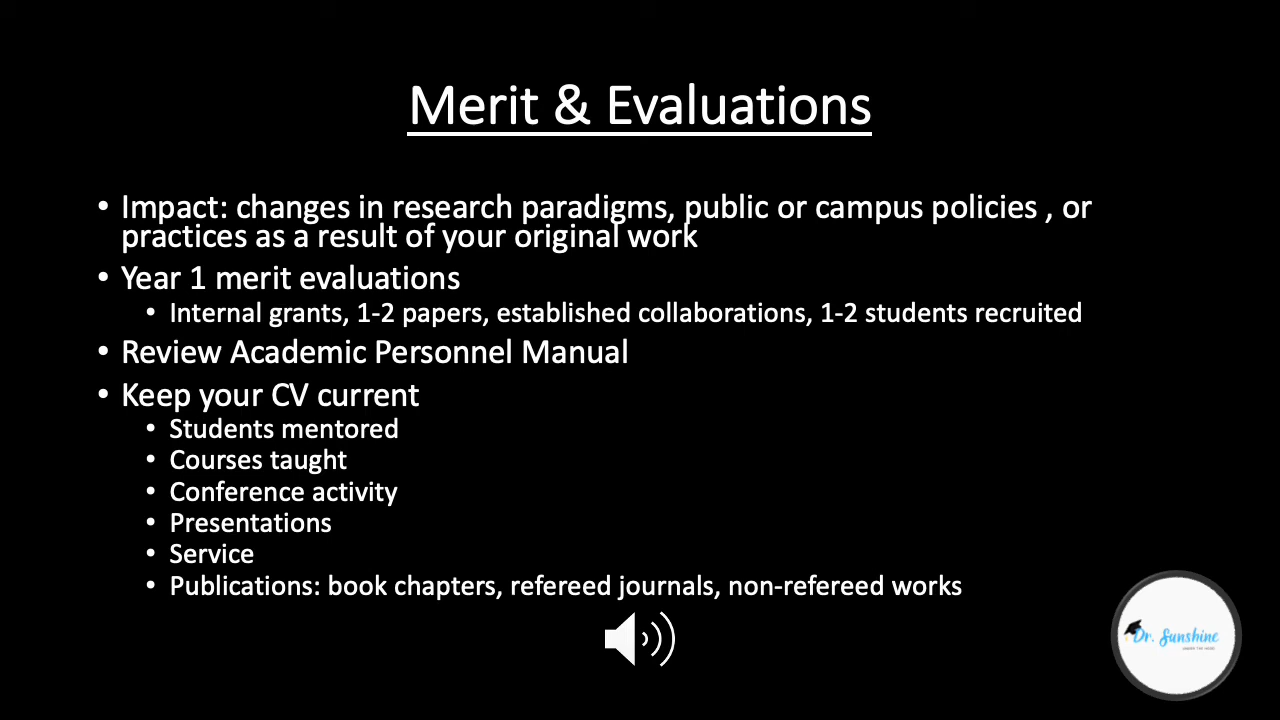 Merit & Evaluations
• Impact: changes in research paradigms, public or campus policies , or
practices as a result of your original work
• Year 1 merit evaluations
• Internal grants, 1-2 papers, established collaborations, 1-2 students recruited
• Review Academic Personnel Manual
• Keep your CV current
• Students mentored
• Courses taught
• Conference activity
• Presentations
• Service
• Publications: book chapters, refereed journals, non-refereed works
Dr. Sunshine